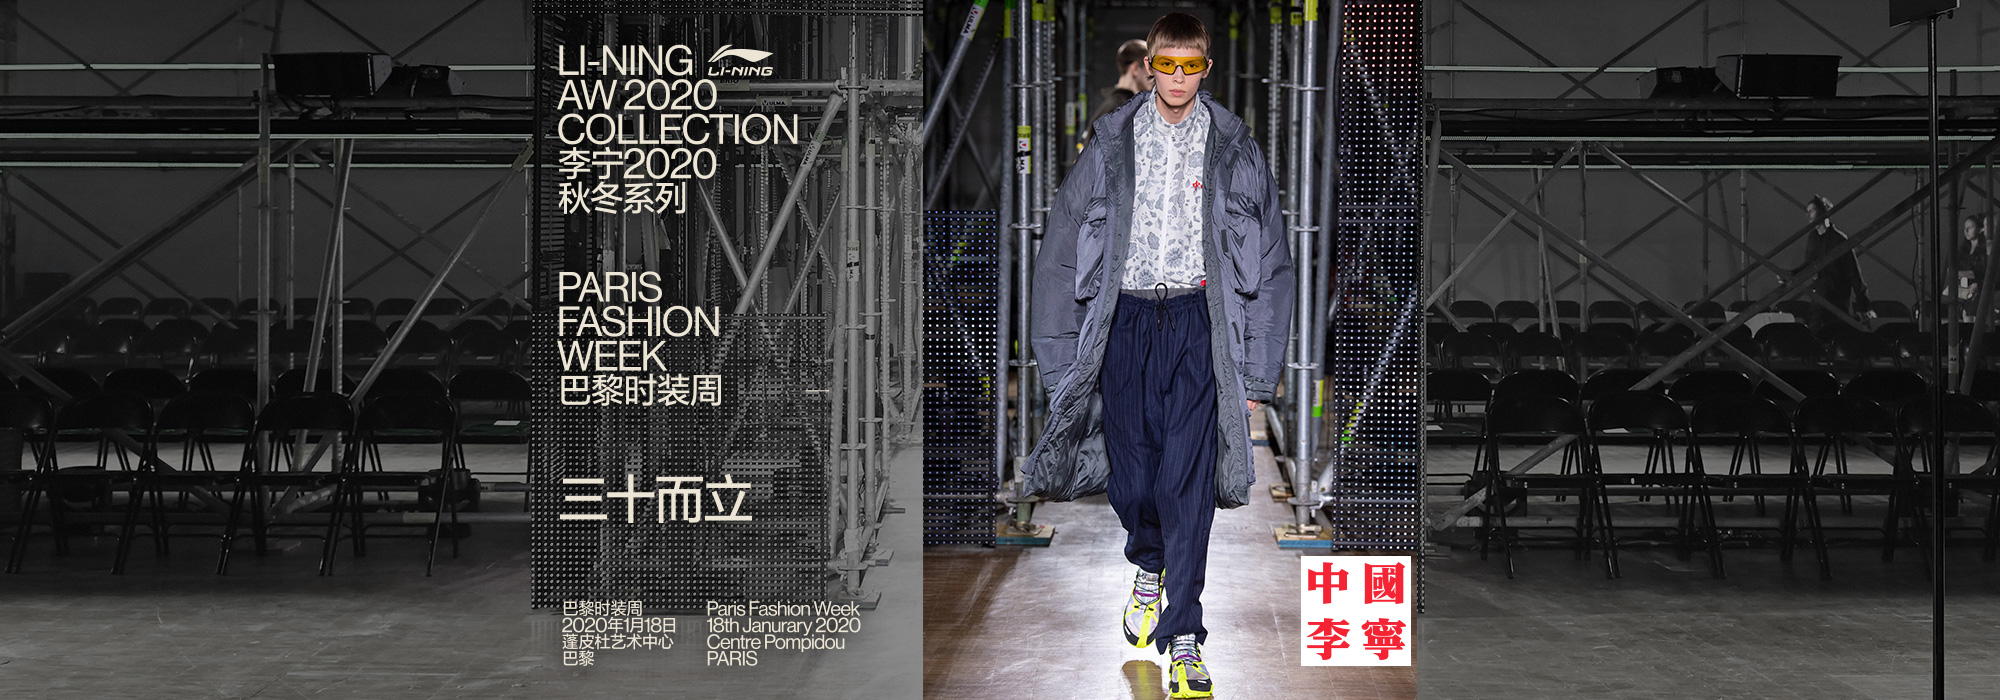 LI-NING
LI-NING
AW 2020
COLLECTION
李宁2020
秋冬系列
PARIS
FASHION
WEEK
巴黎时装周
三十而立
巴黎时装周
2020年1月18日
蓬皮杜艺术中心
巴黎
Paris Fashion Week
18th Janurary 2020
Centre Pompidou
PARIS
中國
李寧